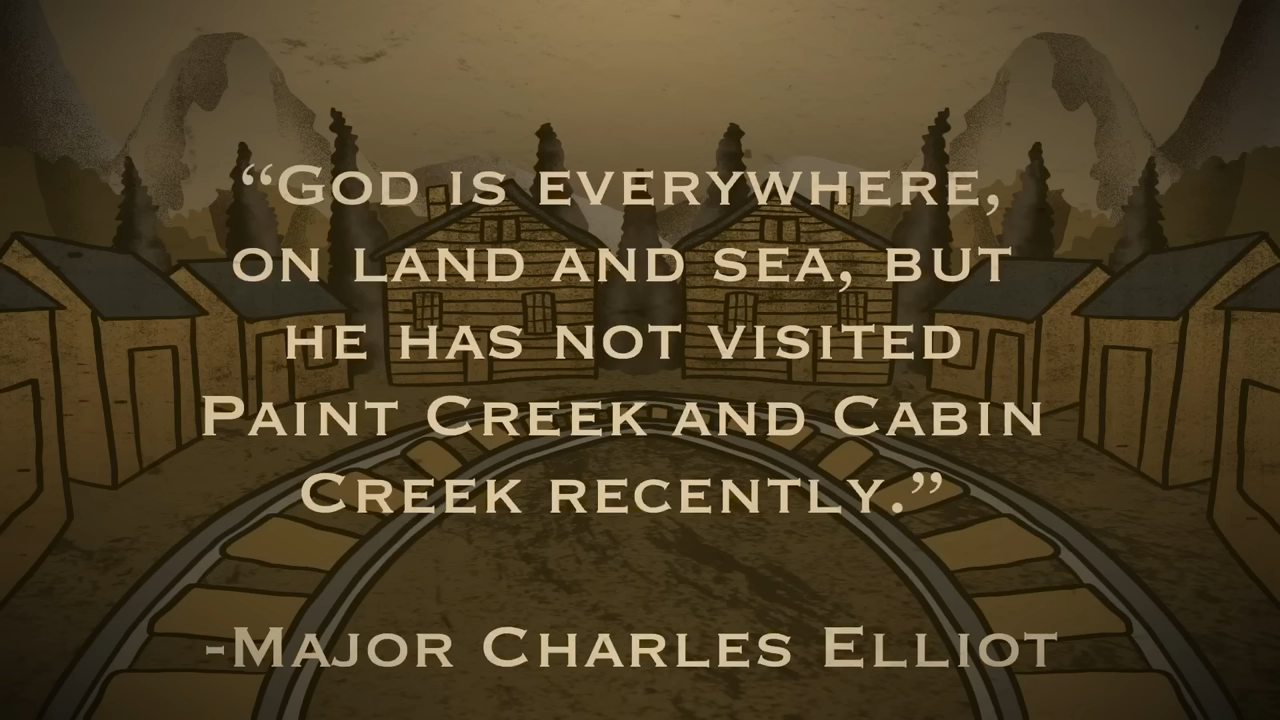 “God is everywhere,
on land and sea, but
he has not visited
Paint Creek and Cabin
Creek recently.”
-Major Charles Elliot